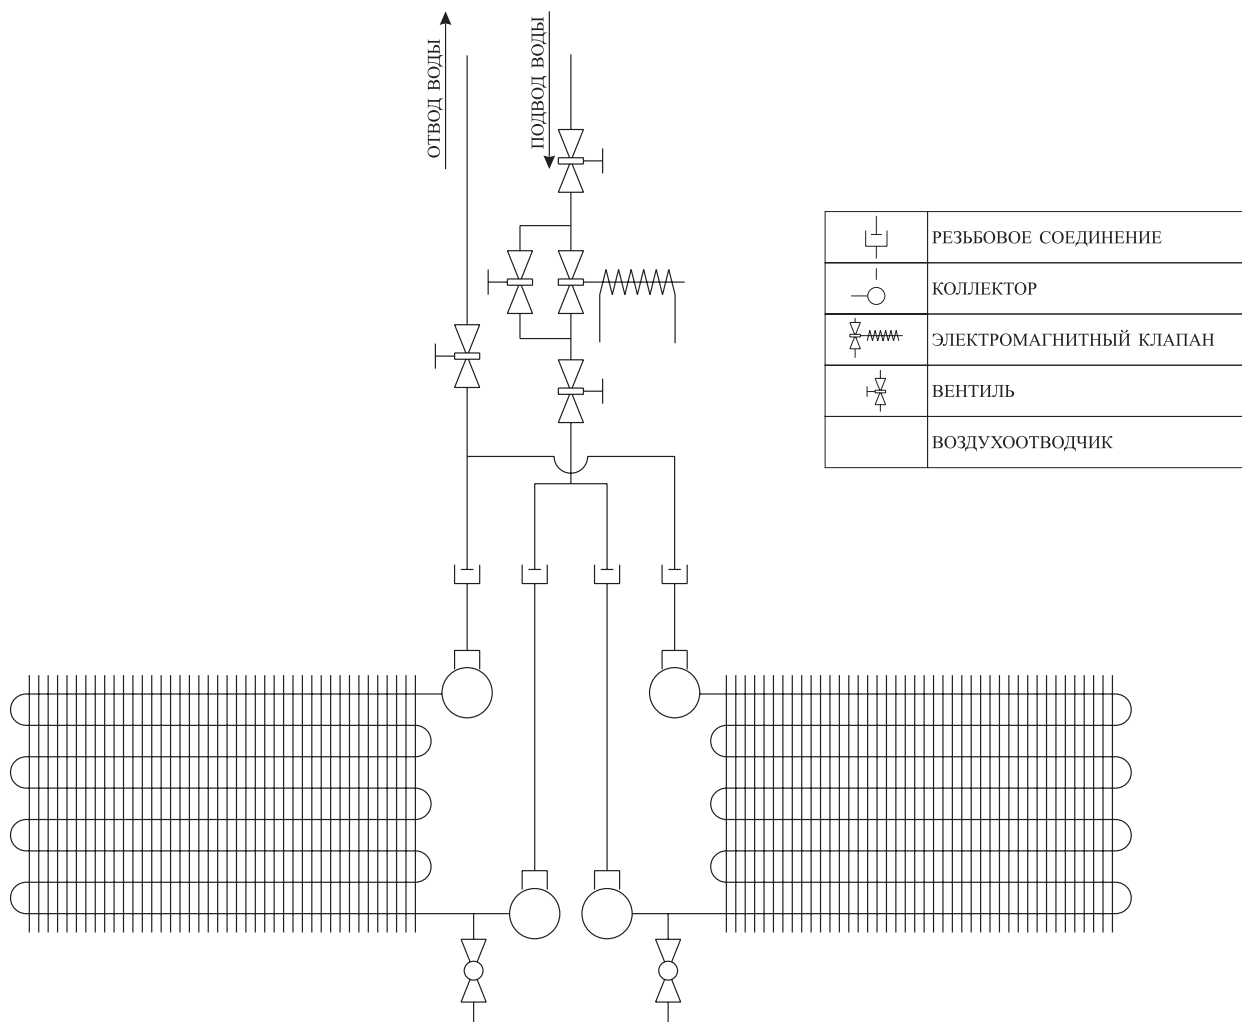 ОТВОД ВОДЫ
ПОДВОД ВОДЫ
РЕЗЬБОВОЕ СОЕДИНЕНИЕ
КОЛЛЕКТОР
ЭЛЕКТРОМАГНИТНЫЙ КЛАПАН
ВЕНТИЛЬ
ВОЗДУХООТВОДЧИК